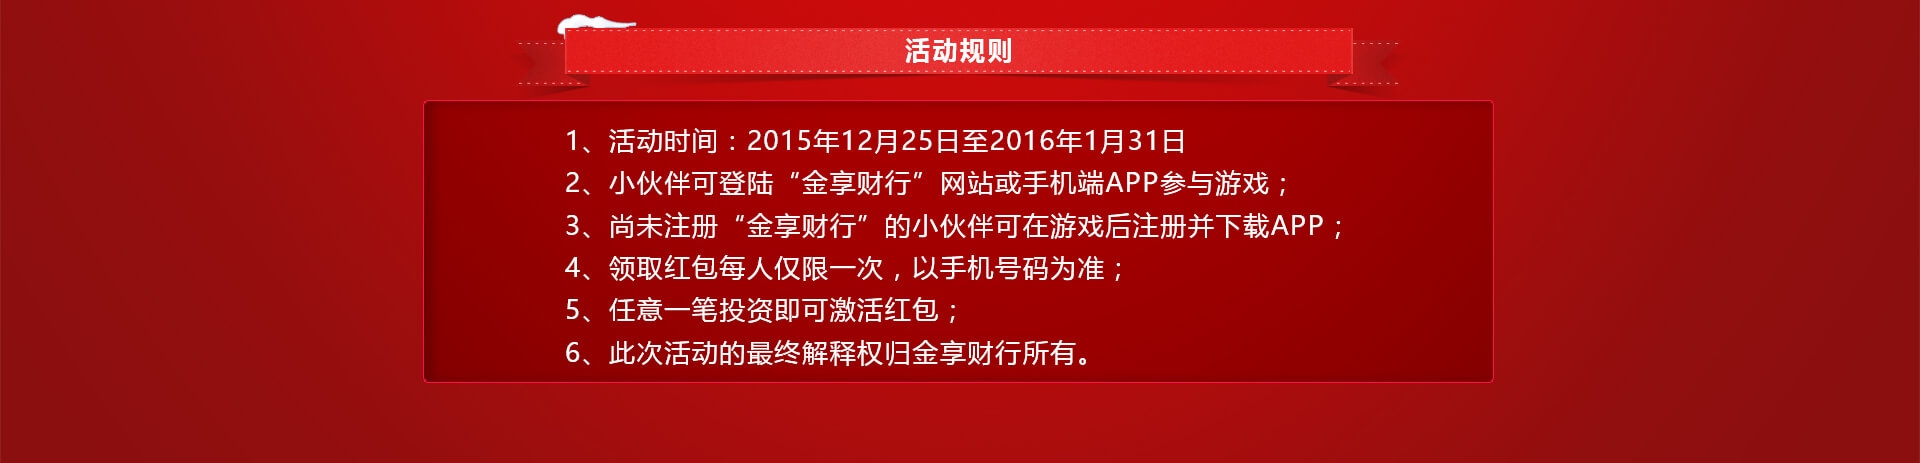 活动规则
1、活动时间：2015年12月25日至2016年1月31日
2、小伙伴可登陆“金享财行”网站或手机端APP参与游戏；
3、尚未注册“金享财行”的小伙伴可在游戏后注册并下载APP；
4、领取红包每人仅限一次，以手机号码为准；
5、任意一笔投资即可激活红包；
6、此次活动的最终解释权归金享财行所有。